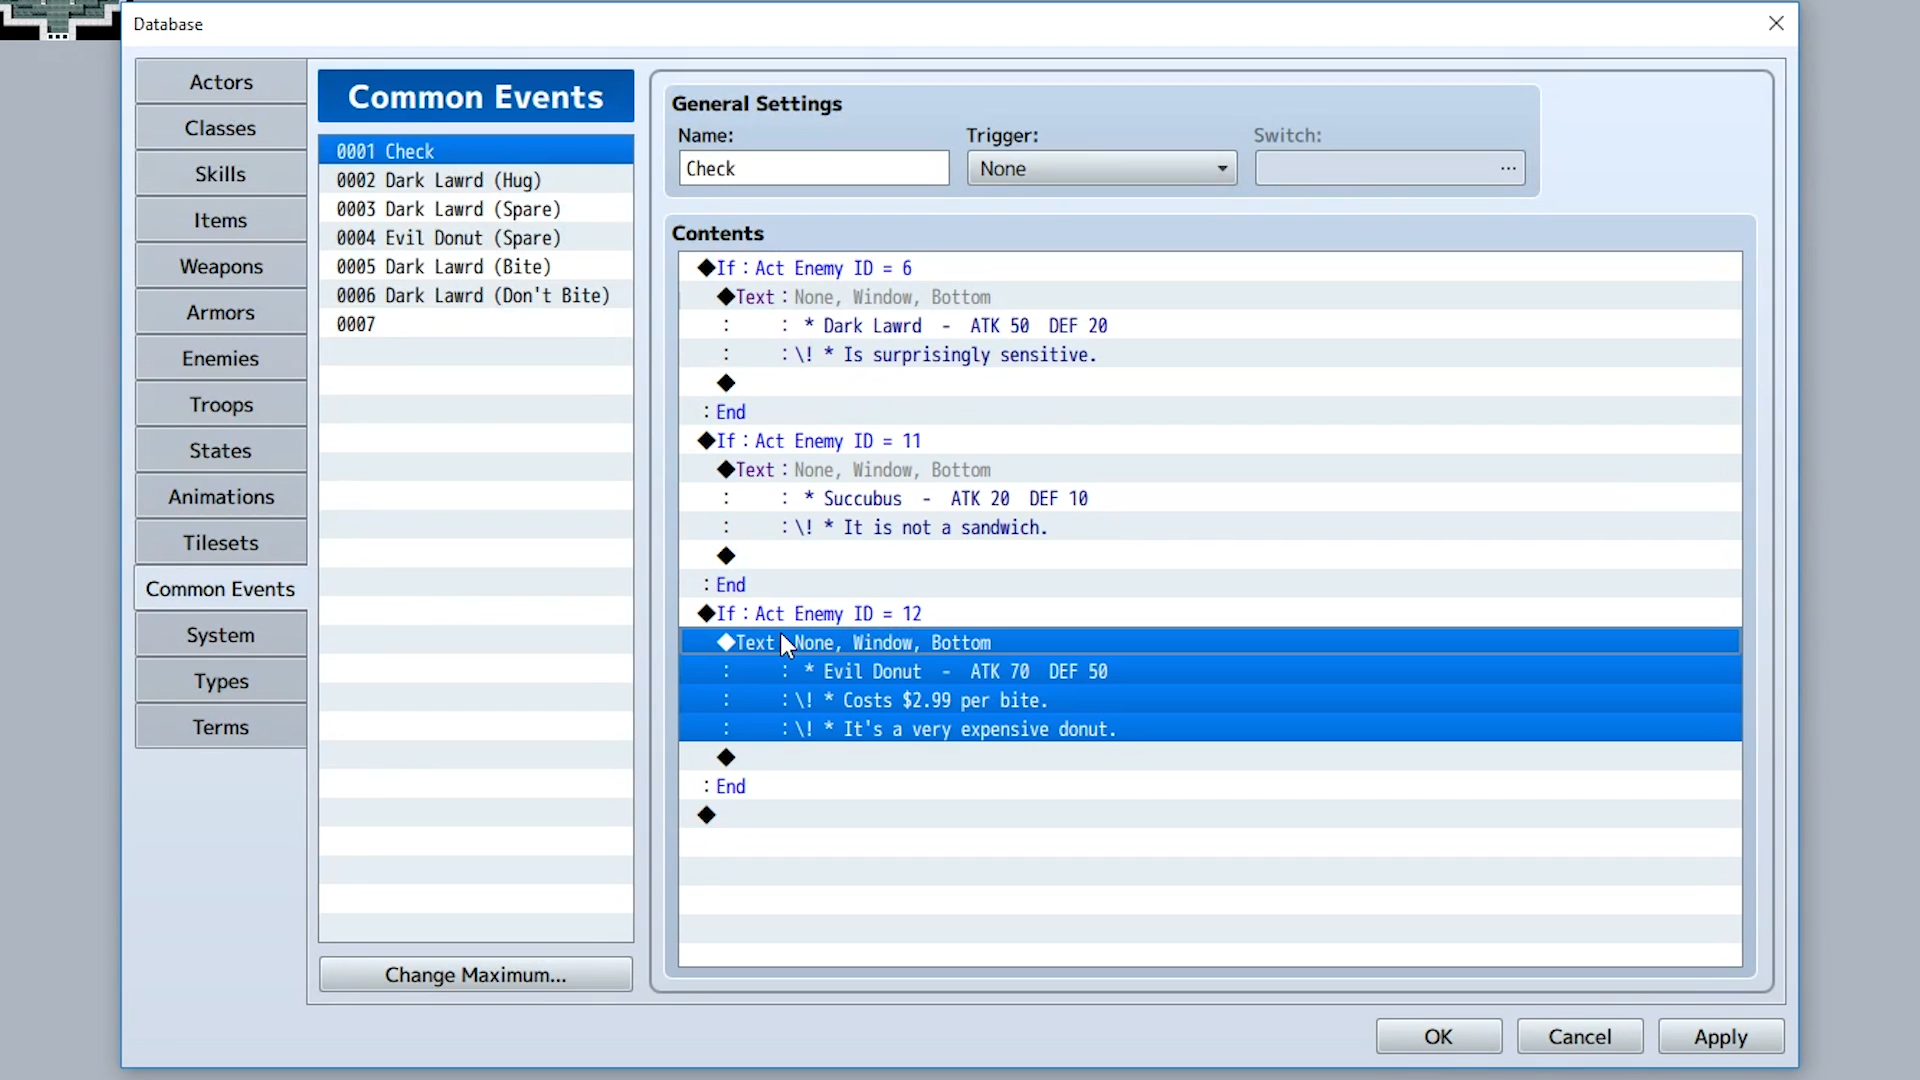 Database
Actors
Classes
Skills
Items
Weapons
Armors
Enemies
Troops
States
Animations
Tilesets
Common Events
System
Types
Terms
Common Events
0001 Check
0002 Dark Lawrd (Hug)
0003 Dark Lawrd (Spare)
0004 Evil Donut (Spare)
0005 Dark Lawrd (Bite)
0006 Dark Lawrd (Don't Bite)
0007
Change Maximum...
General Settings
Name:
Trigger:
Switch:
Check
None
...
Contents
◆If：Act Enemy ID = 6
◆Text：None, Window, Bottom
：　：* Dark Lawrd - ATK 50 DEF 20
：　：\! * Is surprisingly sensitive.
◆
：End
◆If：Act Enemy ID = 11
◆Text：None, Window, Bottom
：　：* Succubus - ATK 20 DEF 10
：　：\! * It is not a sandwich.
◆
：End
◆If：Act Enemy ID = 12
◆Text：None, Window, Bottom
：　：* Evil Donut - ATK 70 DEF 50
：　：\! * Costs $2.99 per bite.
：　：\! * It's a very expensive donut.
◆
：End
◆
OK
Cancel
Apply